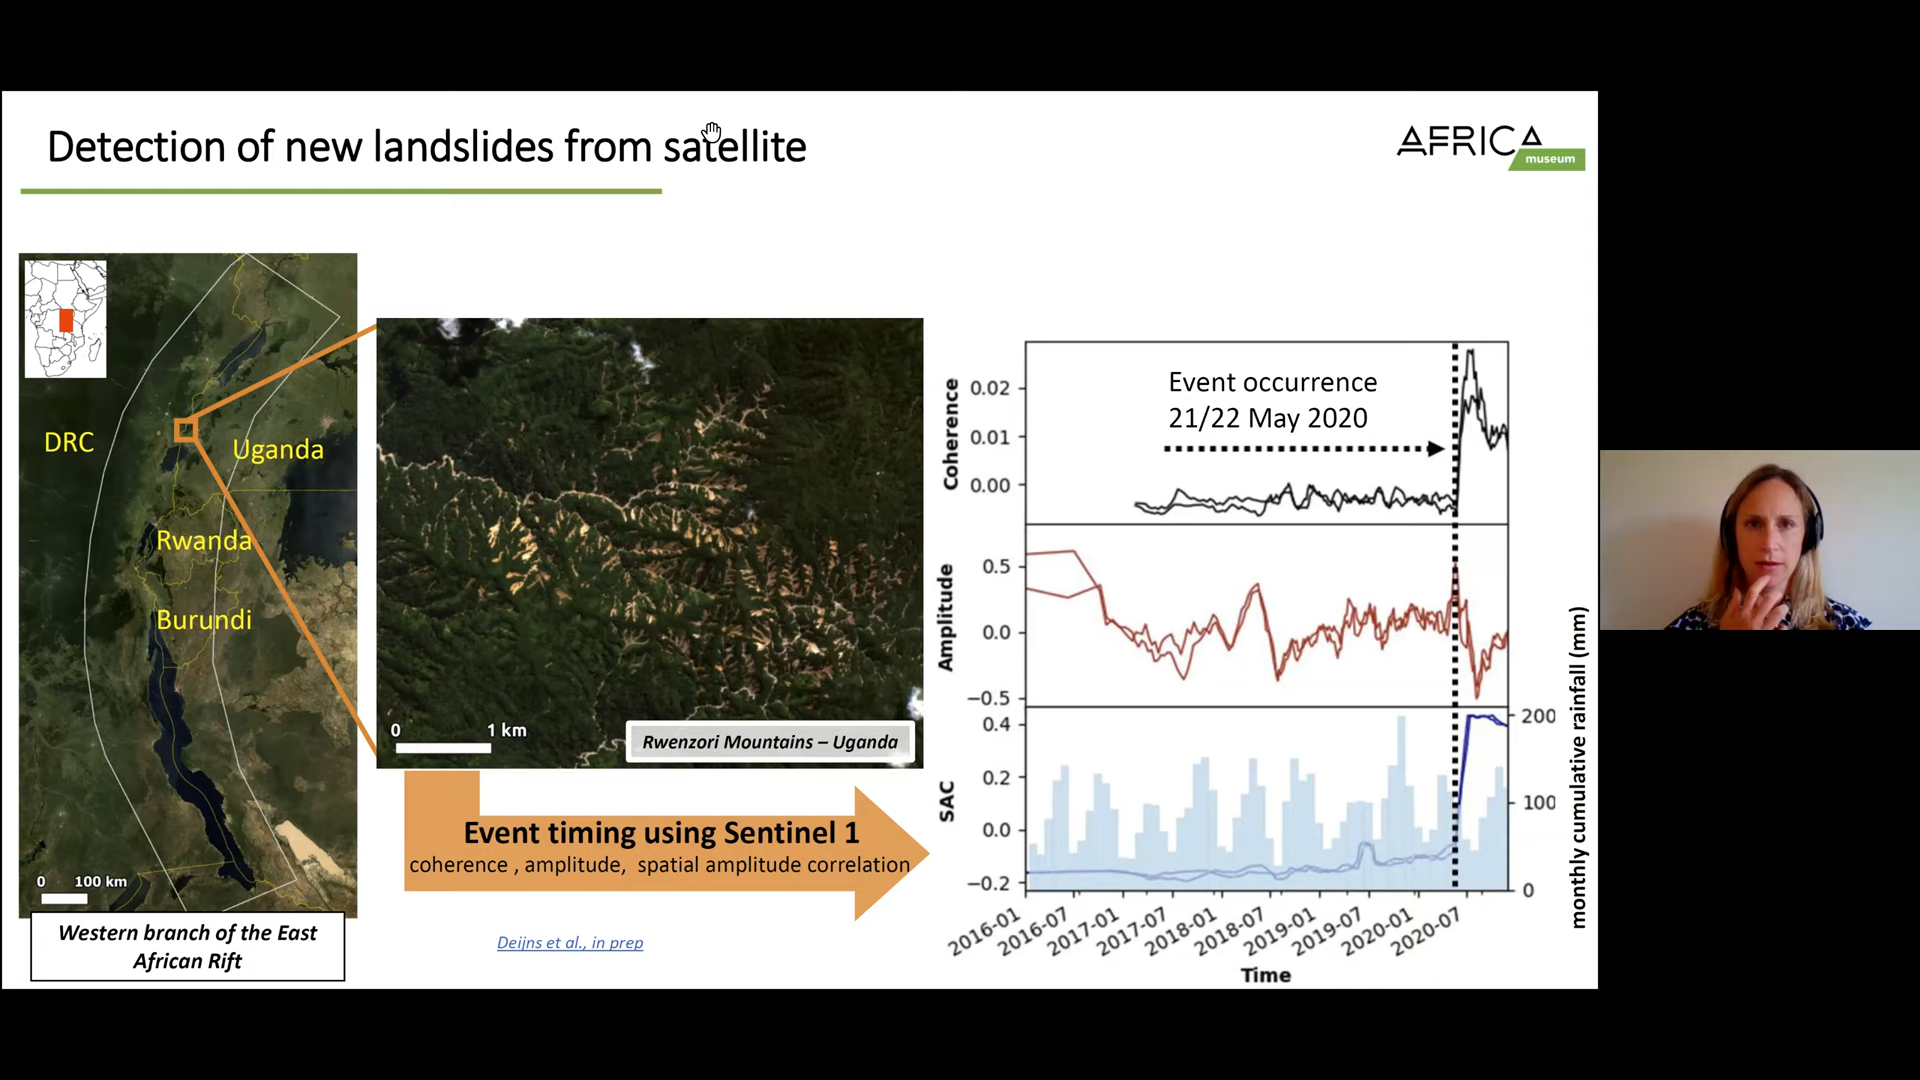 Detection of new landslides from satellite
AFRICA
museum
DRC
Uganda
Rwanda
Burundi
0 100 km
Western branch of the East
African Rift
0 1 km
Rwenzori Mountains – Uganda
Event timing using Sentinel 1
coherence , amplitude, spatial amplitude correlation
Deijns et al., in prep
Event occurrence
21/22 May 2020
Coherence
0.02
0.01
0.00
Amplitude
0.5
0.0
−0.5
SAC
0.4
0.2
0.0
−0.2
200
100
0
monthly cumulative rainfall (mm)
2016-01
2016-07
2017-01
2017-07
2018-01
2018-07
2019-01
2019-07
2020-01
2020-07
Time